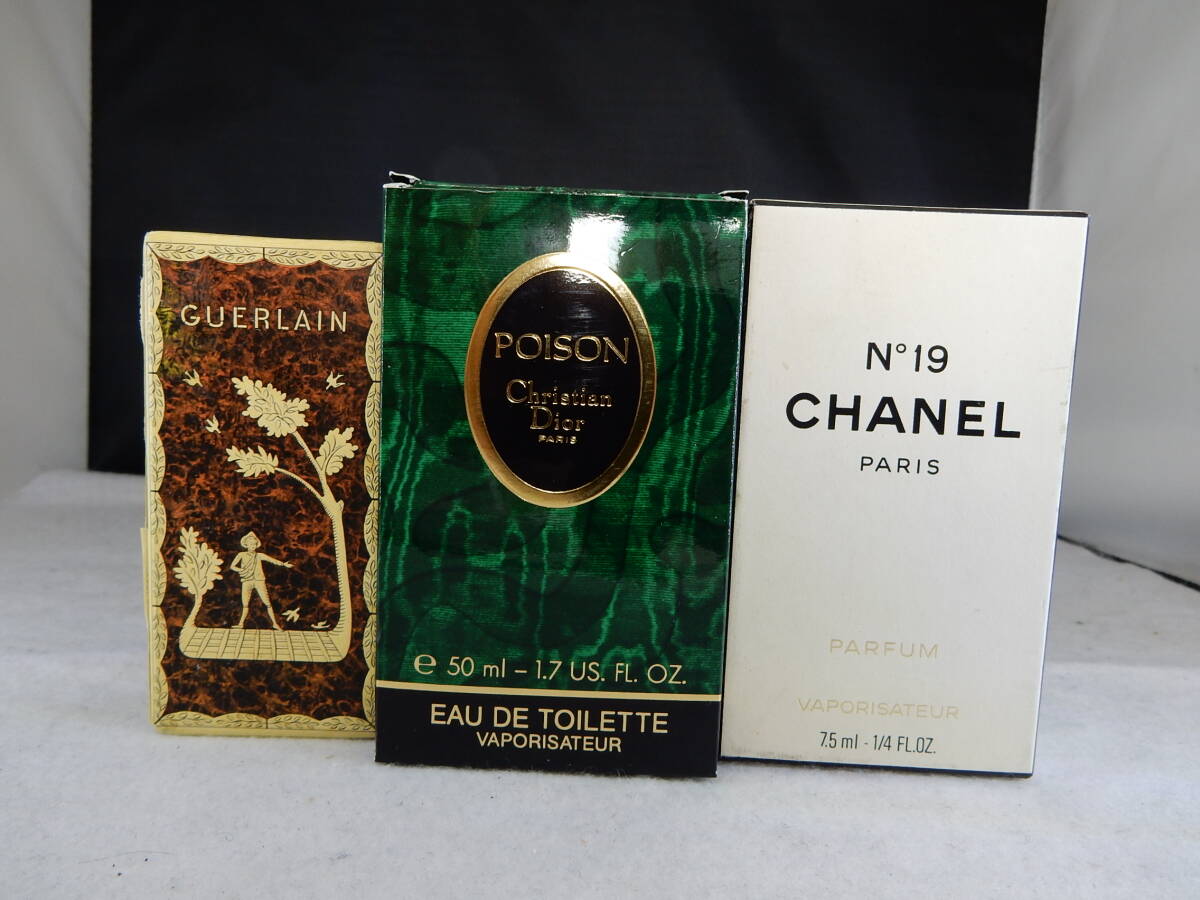 GUERLAIN
POISON
Christian
Dior
PARIS
e 50 ml – 1.7 US. FL. OZ.
EAU DE TOILETTE
VAPORISATEUR
N° 19
CHANEL
PARIS
PARFUM
VAPORISATEUR
7.5 ml - 1/4 FL.OZ.